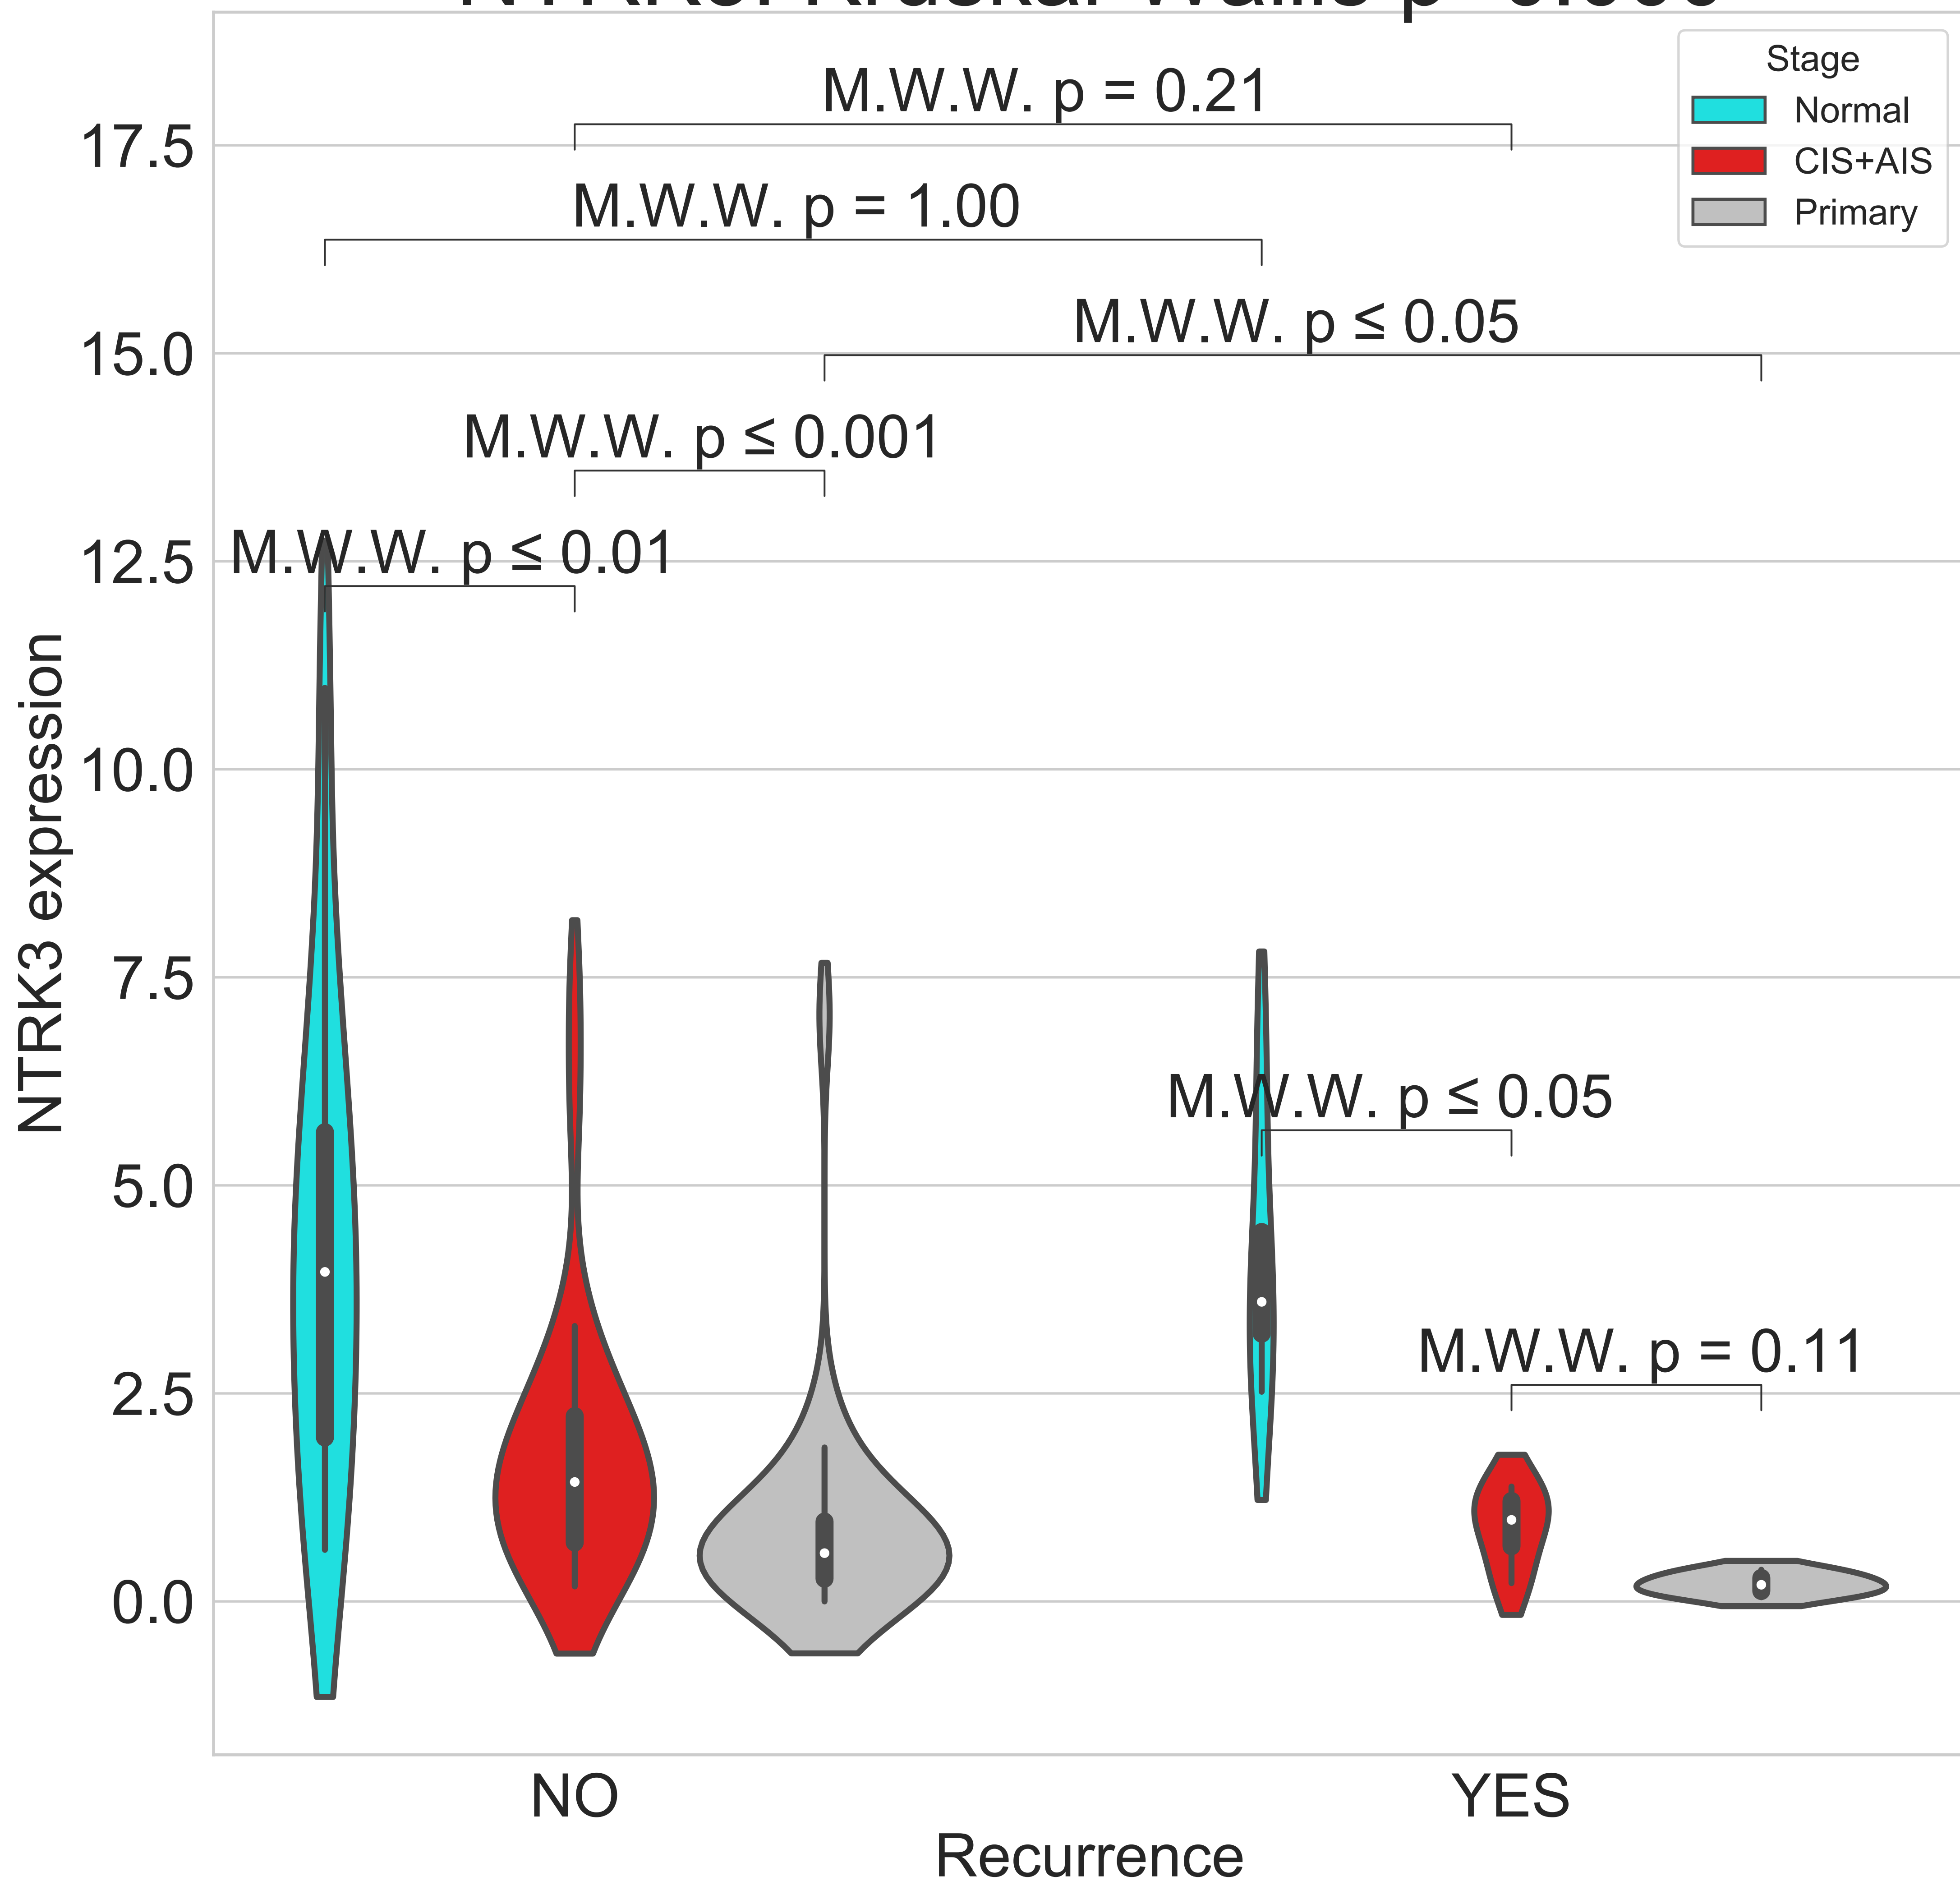 Stage
Normal
CIS+AIS
Primary
M.W.W. p = 0.21
M.W.W. p = 1.00
M.W.W. p ≤ 0.05
M.W.W. p ≤ 0.001
M.W.W. p ≤ 0.01
M.W.W. p ≤ 0.05
M.W.W. p = 0.11
17.5
15.0
12.5
10.0
7.5
5.0
2.5
0.0
NTRK3 expression
NO
YES
Recurrence